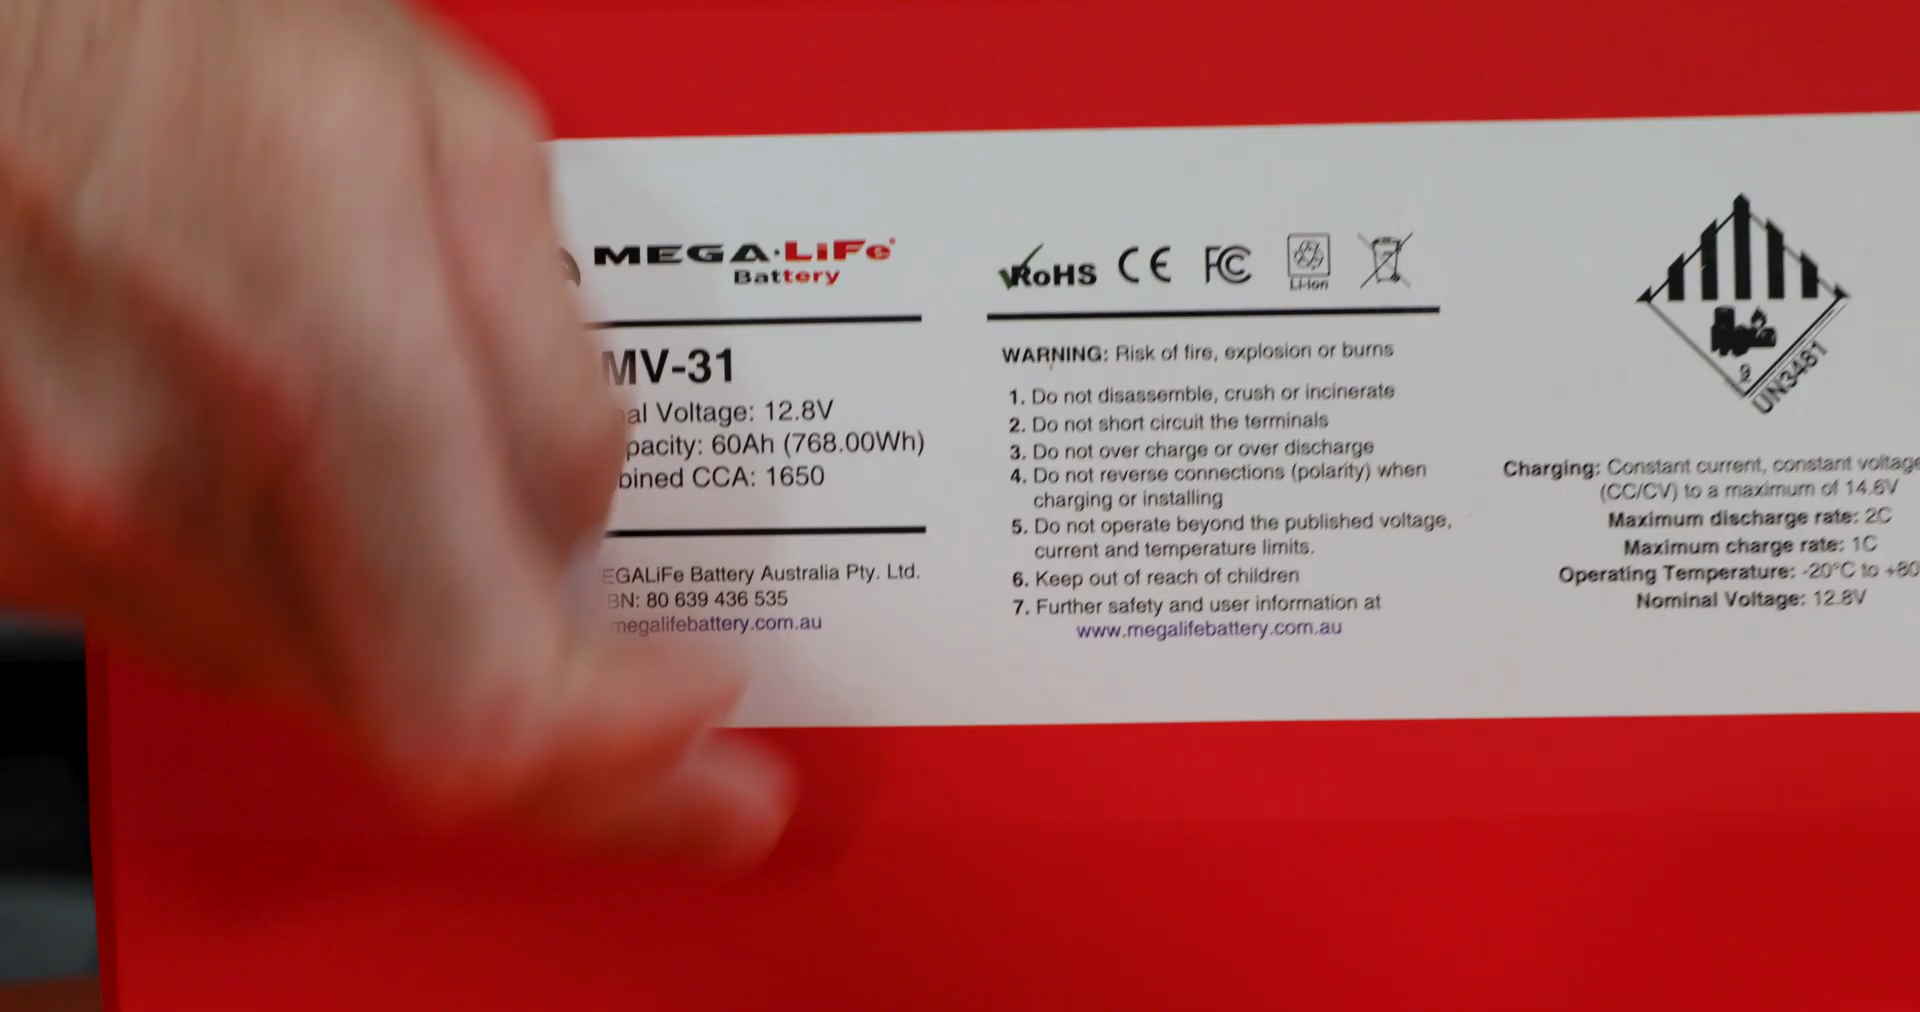 MEGA·LiFe®
Battery
MV-31
al Voltage: 12.8V
pacity: 60Ah (768.00Wh)
bined CCA: 1650
EGALiFe Battery Australia Pty. Ltd.
BN: 80 639 436 535
megalifebattery.com.au
RoHS CE FC
Li-ion
WARNING: Risk of fire, explosion or burns
1. Do not disassemble, crush or incinerate
2. Do not short circuit the terminals
3. Do not over charge or over discharge
4. Do not reverse connections (polarity) when
charging or installing
5. Do not operate beyond the published voltage,
current and temperature limits.
6. Keep out of reach of children
7. Further safety and user information at
www.megalifebattery.com.au
9
UN3481
Charging: Constant current, constant voltage
(CC/CV) to a maximum of 14.6V
Maximum discharge rate: 2C
Maximum charge rate: 1C
Operating Temperature: -20°C to +80
Nominal Voltage: 12.8V